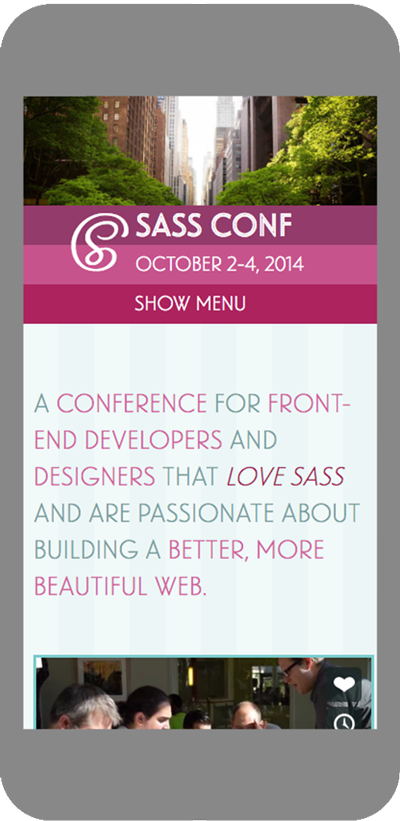 SASS CONF
OCTOBER 2-4, 2014
SHOW MENU
A CONFERENCE FOR FRONT-
END DEVELOPERS AND
DESIGNERS THAT LOVE SASS
AND ARE PASSIONATE ABOUT
BUILDING A BETTER, MORE
BEAUTIFUL WEB.